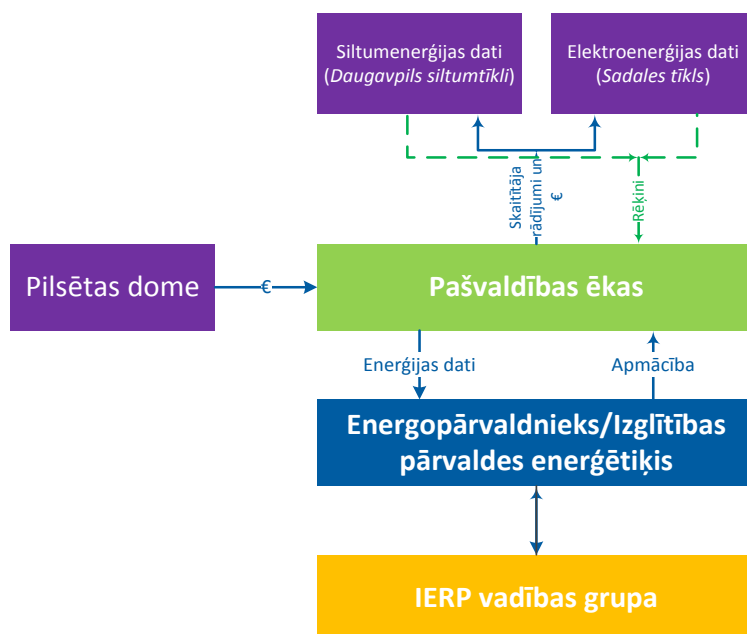 Siltumenerģijas dati
(Daugavpils siltumtīkli)
Elektroenerģijas dati
(Sadales tīkls)
Skaitītāja
rādījumi un
€
Rēķini
Pilsētas dome
€
Pašvaldības ēkas
Enerģijas dati
Apmācība
Energopārvaldnieks/Izglītības
pārvaldes enerģētiķis
IERP vadības grupa